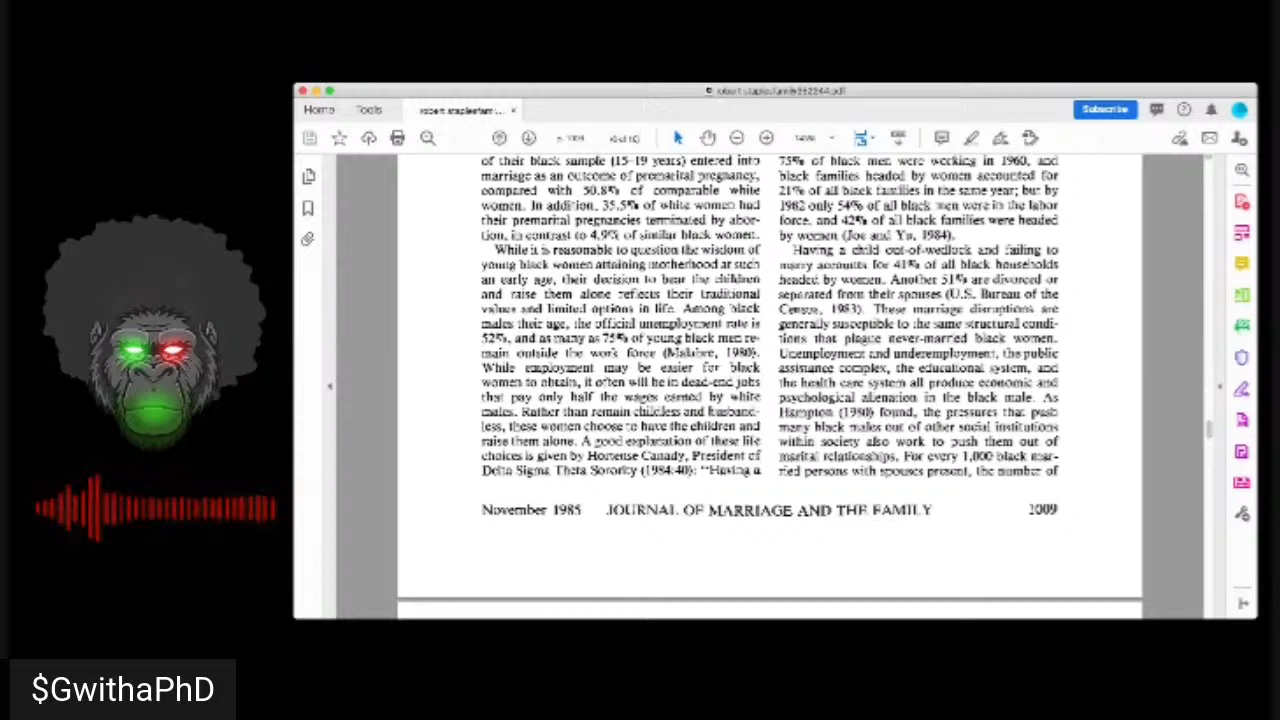 robert staplesfamily352344.pdf
Home
Tools
robert staplesfami... ×
Subscribe
p. 1009
149%
of their black sample (15-19 years) entered into
marriage as an outcome of premarital pregnancy,
compared with 50.8% of comparable white
women. In addition, 35.5% of white women had
their premarital pregnancies terminated by abor-
tion, in contrast to 4.9% of similar black women.
While it is reasonable to question the wisdom of
young black women attaining motherhood at such
an early age, their decision to bear the children
and raise them alone reflects their traditional
values and limited options in life. Among black
males their age, the official unemployment rate is
52%, and as many as 75% of young black men re-
main outside the work force (Malabre, 1980).
While employment may be easier for black
women to obtain, it often will be in dead-end jobs
that pay only half the wages earned by white
males. Rather than remain childless and husband-
less, these women choose to have the children and
raise them alone. A good explanation of these life
choices is given by Hortense Canady, President of
Delta Sigma Theta Sorority (1984:40): "Having a
75% of black men were working in 1960, and
black families headed by women accounted for
21% of all black families in the same year; but by
1982 only 54% of all black men were in the labor
force, and 42% of all black families were headed
by women (Joe and Yu, 1984).
Having a child out-of-wedlock and failing to
marry accounts for 41% of all black households
headed by women. Another 51% are divorced or
separated from their spouses (U.S. Bureau of the
Census, 1983). These marriage disruptions are
generally susceptible to the same structural condi-
tions that plague never-married black women.
Unemployment and underemployment, the public
assistance complex, the educational system, and
the health care system all produce economic and
psychological alienation in the black male. As
Hampton (1980) found, the pressures that push
many black males out of other social institutions
within society also work to push them out of
marital relationships. For every 1,000 black mar-
ried persons with spouses present, the number of
November 1985 JOURNAL OF MARRIAGE AND THE FAMILY 1009
$GwithaPhD